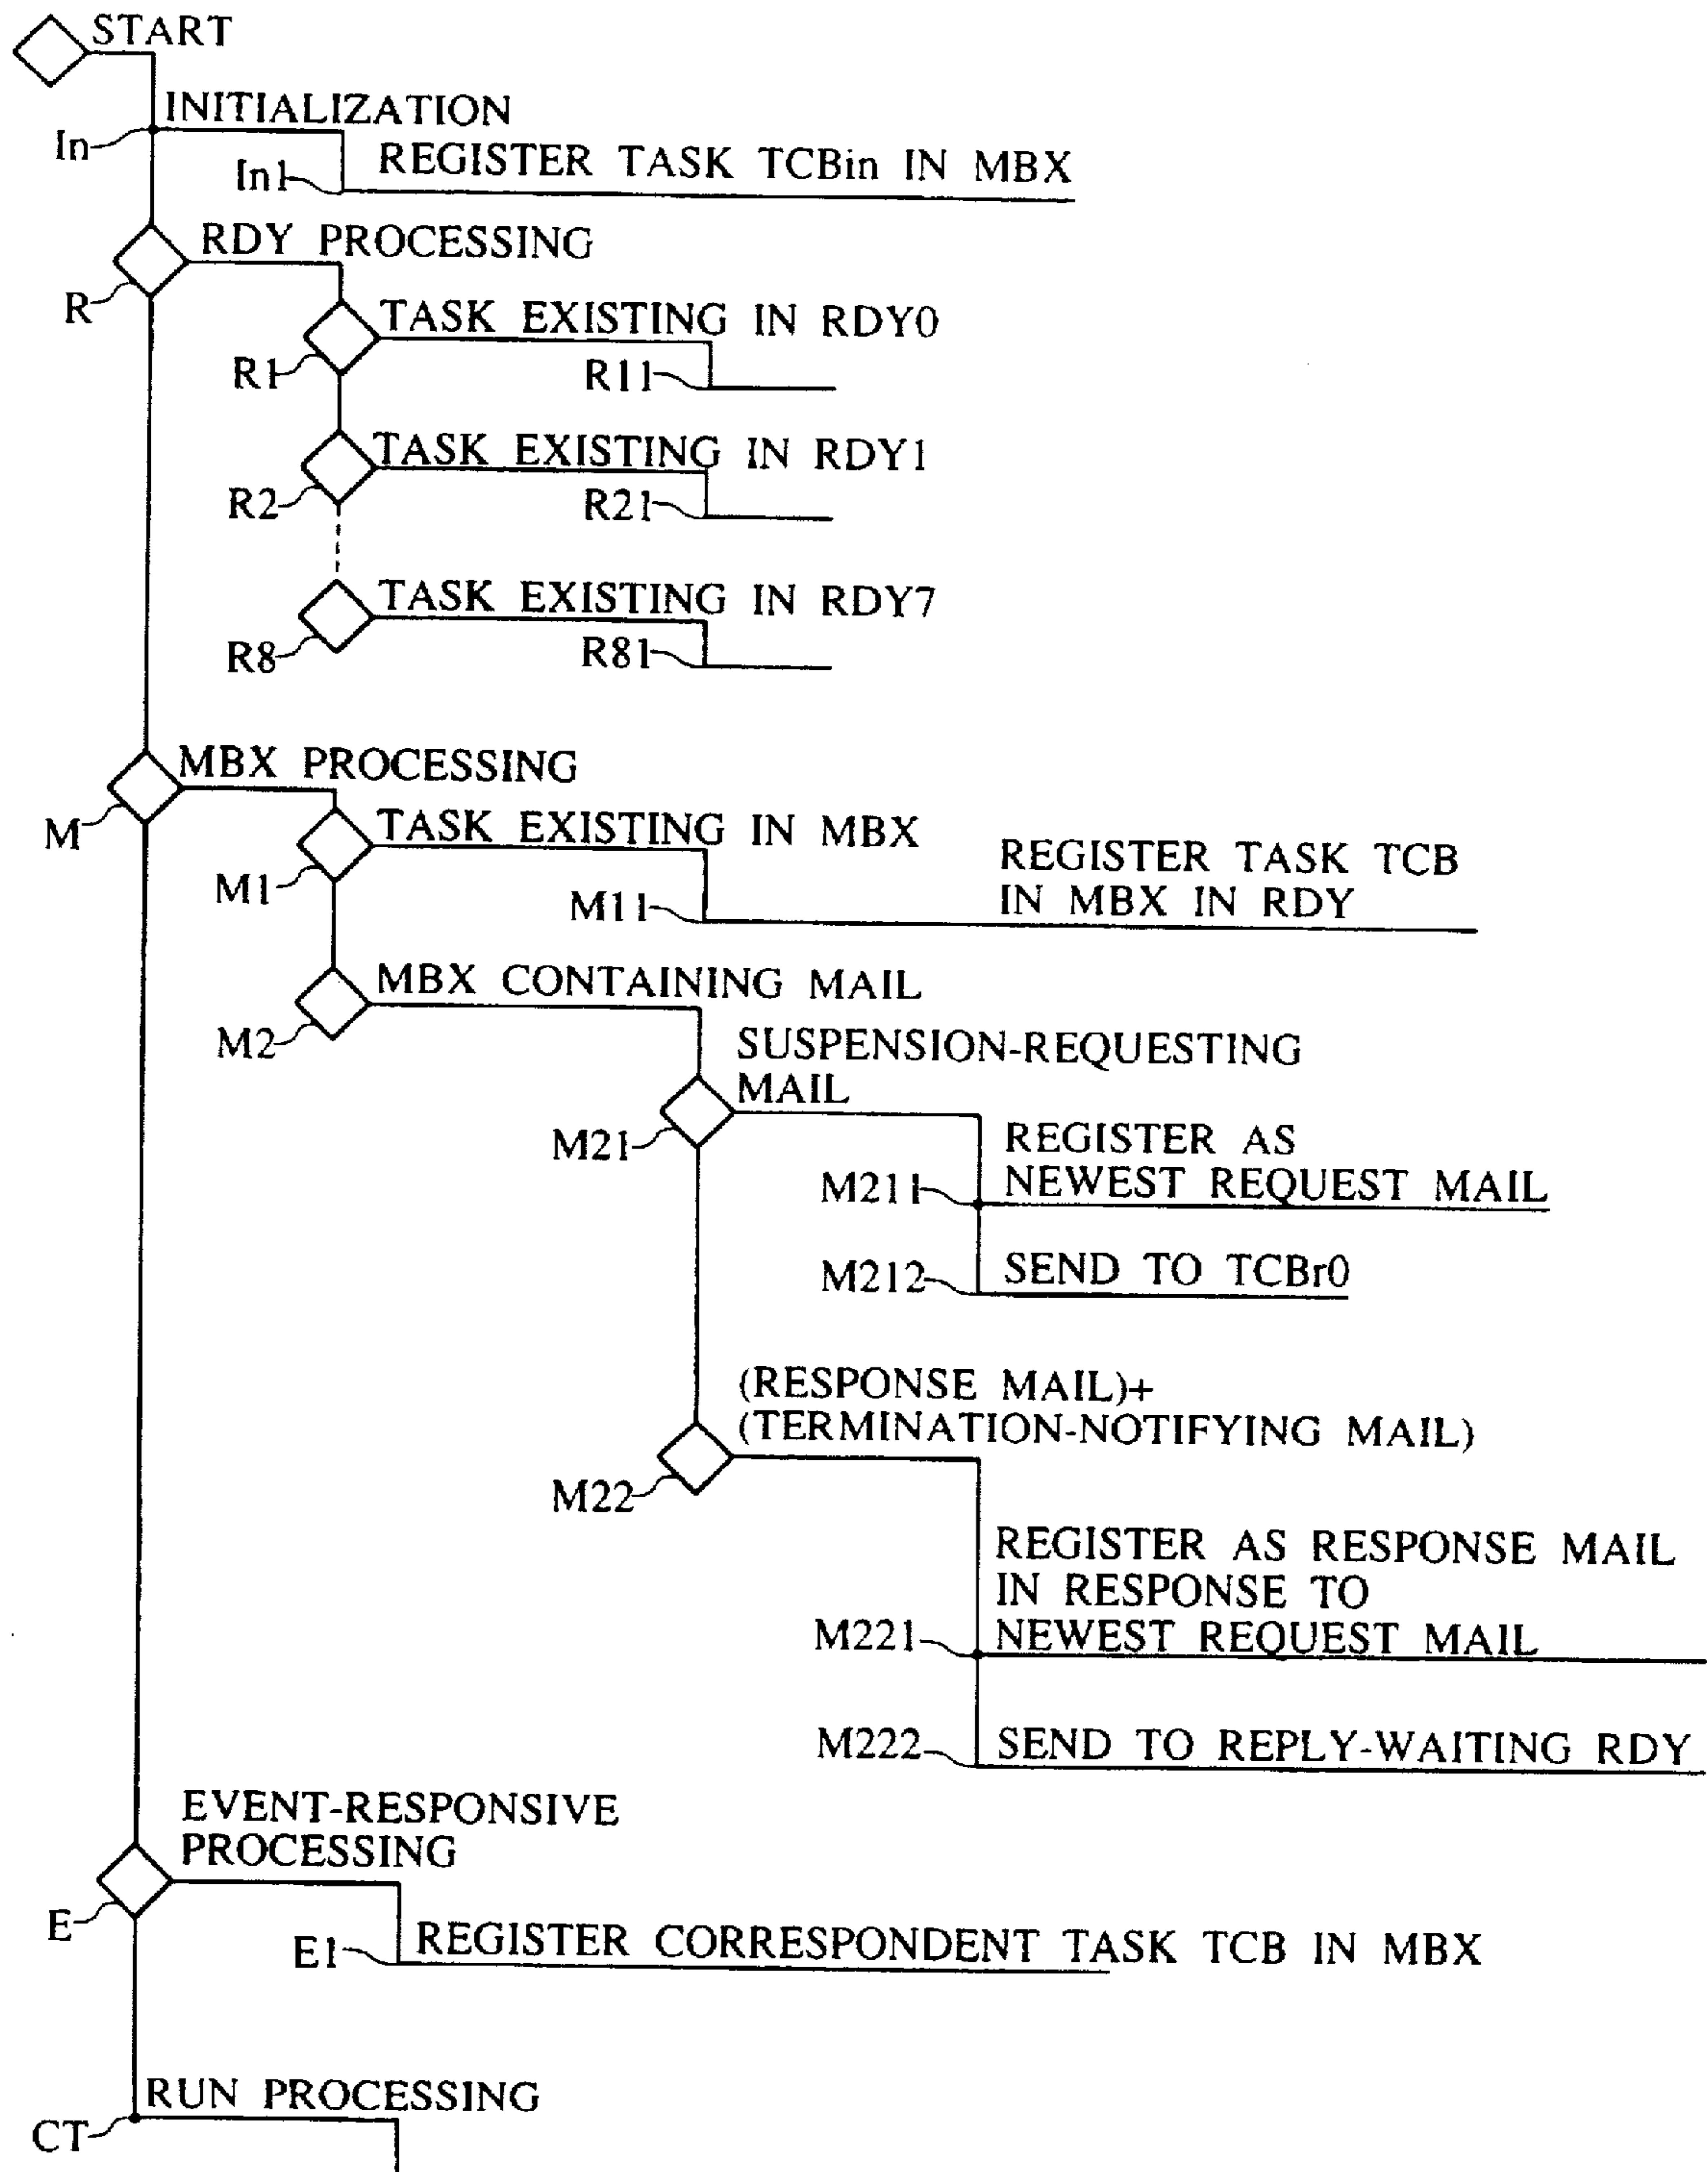 START
INITIALIZATION
In
REGISTER TASK TCBin IN MBX
In1
RDY PROCESSING
R
TASK EXISTING IN RDY0
R1
R11
TASK EXISTING IN RDY1
R2
R21
TASK EXISTING IN RDY7
R8
R81
MBX PROCESSING
M
TASK EXISTING IN MBX
M1
REGISTER TASK TCB
IN MBX IN RDY
M11
MBX CONTAINING MAIL
M2
SUSPENSION-REQUESTING
MAIL
M21
REGISTER AS
NEWEST REQUEST MAIL
M211
SEND TO TCBr0
M212
(RESPONSE MAIL)+
(TERMINATION-NOTIFYING MAIL)
M22
REGISTER AS RESPONSE MAIL
IN RESPONSE TO
NEWEST REQUEST MAIL
M221
SEND TO REPLY-WAITING RDY
M222
EVENT-RESPONSIVE
PROCESSING
E
REGISTER CORRESPONDENT TASK TCB IN MBX
E1
RUN PROCESSING
CT